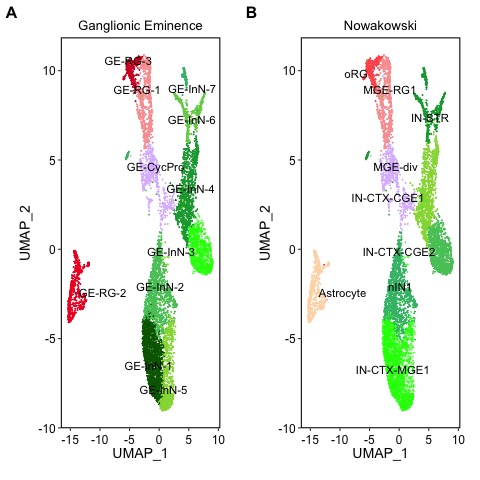 A
B
Ganglionic Eminence
Nowakowski
GE-RG-3
GE-RG-1
GE-InN-7
GE-InN-6
GE-CycPro
GE-InN-4
GE-InN-3
GE-InN-2
GE-RG-2
GE-InN-1
GE-InN-5
10
5
0
-5
-10
-15
-10
-5
0
5
10
UMAP_1
UMAP_2
oRG
MGE-RG1
IN-STR
MGE-div
IN-CTX-CGE1
IN-CTX-CGE2
nIN1
Astrocyte
IN-CTX-MGE1
10
5
0
-5
-10
-15
-10
-5
0
5
10
UMAP_1
UMAP_2